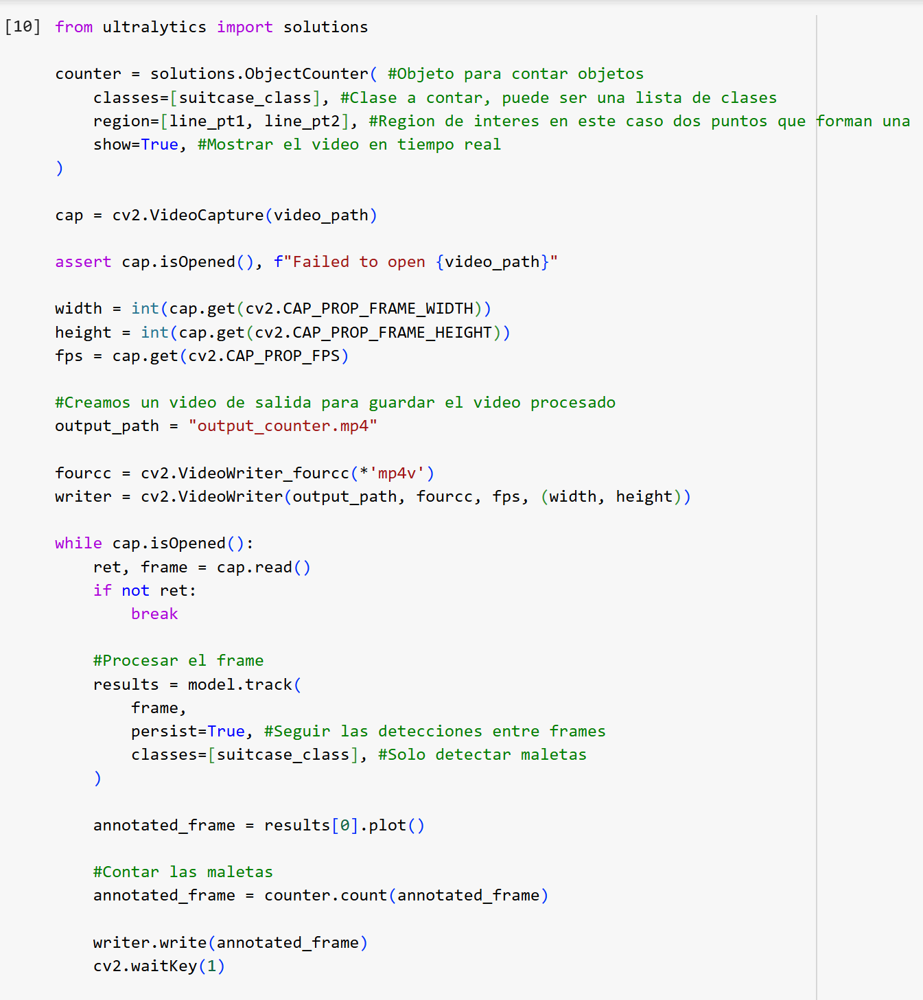 [10] from ultralytics import solutions
counter = solutions.ObjectCounter( #Objeto para contar objetos
    classes=[suitcase_class], #Clase a contar, puede ser una lista de clases
    region=[line_pt1, line_pt2], #Region de interes en este caso dos puntos que forman una
    show=True, #Mostrar el video en tiempo real
)
cap = cv2.VideoCapture(video_path)
assert cap.isOpened(), f"Failed to open {video_path}"
width = int(cap.get(cv2.CAP_PROP_FRAME_WIDTH))
height = int(cap.get(cv2.CAP_PROP_FRAME_HEIGHT))
fps = cap.get(cv2.CAP_PROP_FPS)
#Creamos un video de salida para guardar el video procesado
output_path = "output_counter.mp4"
fourcc = cv2.VideoWriter_fourcc(*'mp4v')
writer = cv2.VideoWriter(output_path, fourcc, fps, (width, height))
while cap.isOpened():
    ret, frame = cap.read()
    if not ret:
        break
    #Procesar el frame
    results = model.track(
        frame,
        persist=True, #Seguir las detecciones entre frames
        classes=[suitcase_class], #Solo detectar maletas
    )
    annotated_frame = results[0].plot()
    #Contar las maletas
    annotated_frame = counter.count(annotated_frame)
    writer.write(annotated_frame)
    cv2.waitKey(1)